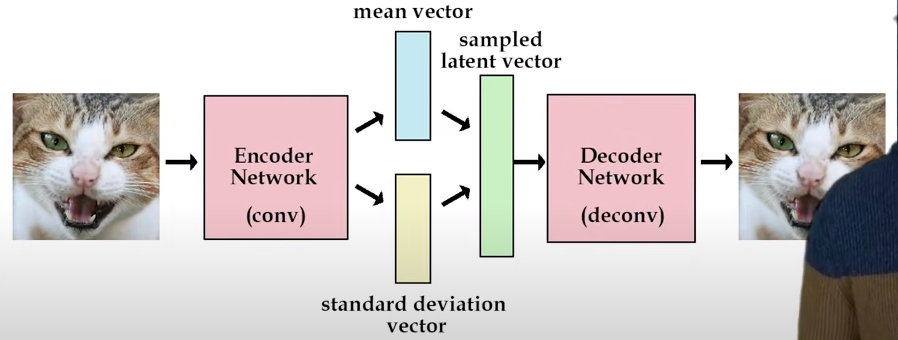 mean vector
sampled
latent vector
Encoder
Network
(conv)
Decoder
Network
(deconv)
standard deviation
vector